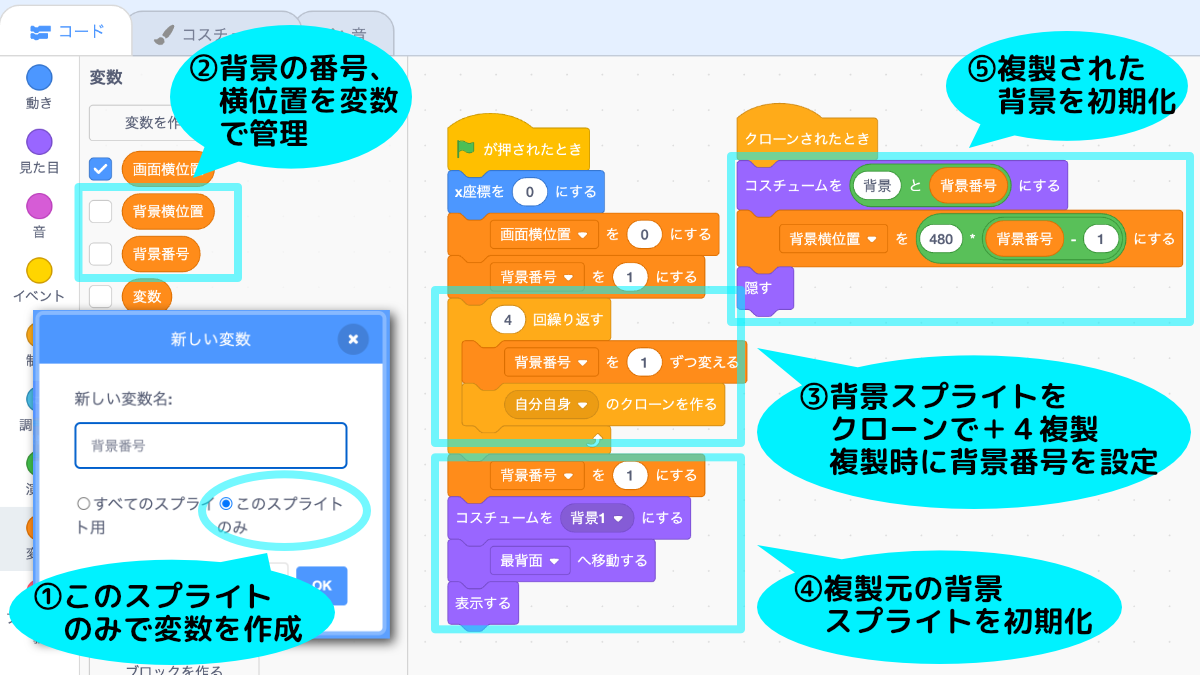 コード
コスチュ
音
動き
見た目
音
イベント
変数
変数を作
画面横位置
背景横位置
背景番号
変数
②背景の番号、
横位置を変数
で管理
新しい変数
新しい変数名:
背景番号
すべてのスプライト用
このスプライトのみ
OK
①このスプライト
のみで変数を作成
ブロックを作る
が押されたとき
x座標を 0 にする
画面横位置 を 0 にする
背景番号 を 1 にする
4 回繰り返す
背景番号 を 1 ずつ変える
自分自身 のクローンを作る
背景番号 を 1 にする
コスチュームを 背景1 にする
最背面 へ移動する
表示する
⑤複製された
背景を初期化
クローンされたとき
コスチュームを 背景 と 背景番号 にする
背景横位置 を 480 * 背景番号 - 1 にする
隠す
③背景スプライトを
クローンで＋４複製
複製時に背景番号を設定
④複製元の背景
スプライトを初期化